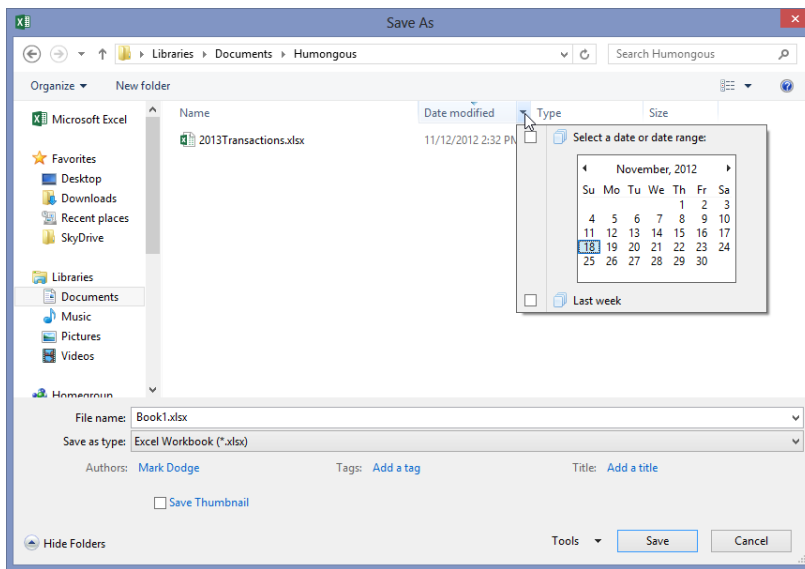 Save As
Libraries Documents Humongous
Search Humongous
Organize New folder
Name Date modified Type Size
Microsoft Excel
2013Transactions.xlsx 11/12/2012 2:32 PM
Favorites
Desktop
Downloads
Recent places
SkyDrive
Libraries
Documents
Music
Pictures
Videos
Homegroup
Select a date or date range:
November, 2012
Su Mo Tu We Th Fr Sa
1 2 3
4 5 6 7 8 9 10
11 12 13 14 15 16 17
18 19 20 21 22 23 24
25 26 27 28 29 30
Last week
File name: Book1.xlsx
Save as type: Excel Workbook (*.xlsx)
Authors: Mark Dodge Tags: Add a tag Title: Add a title
Save Thumbnail
Hide Folders
Tools Save Cancel